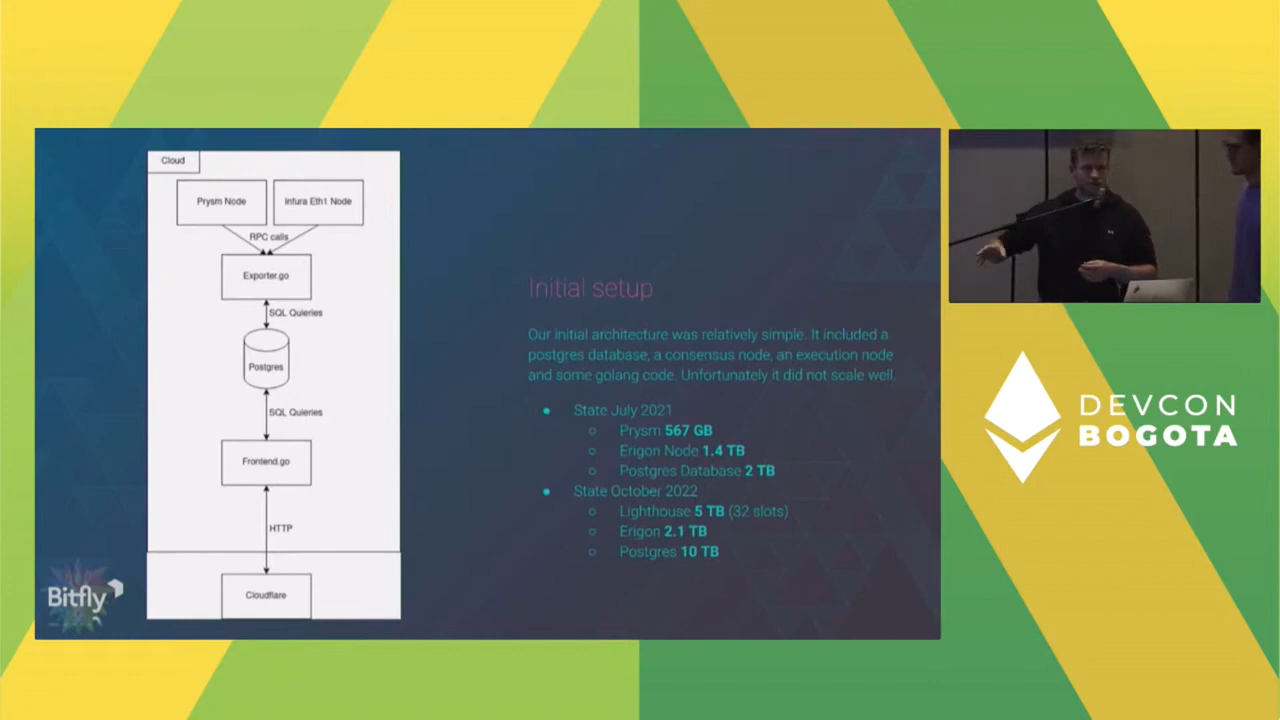 Cloud
Prysm Node
Infura Eth1 Node
RPC calls
Exporter.go
SQL Quieries
Postgres
SQL Quieries
Frontend.go
HTTP
Cloudflare
Bitfly
Initial setup
Our initial architecture was relatively simple. It included a
postgres database, a consensus node, an execution node
and some golang code. Unfortunately it did not scale well.
State July 2021
Prysm 567 GB
Erigon Node 1.4 TB
Postgres Database 2 TB
State October 2022
Lighthouse 5 TB (32 slots)
Erigon 2.1 TB
Postgres 10 TB
DEVCON
BOGOTA